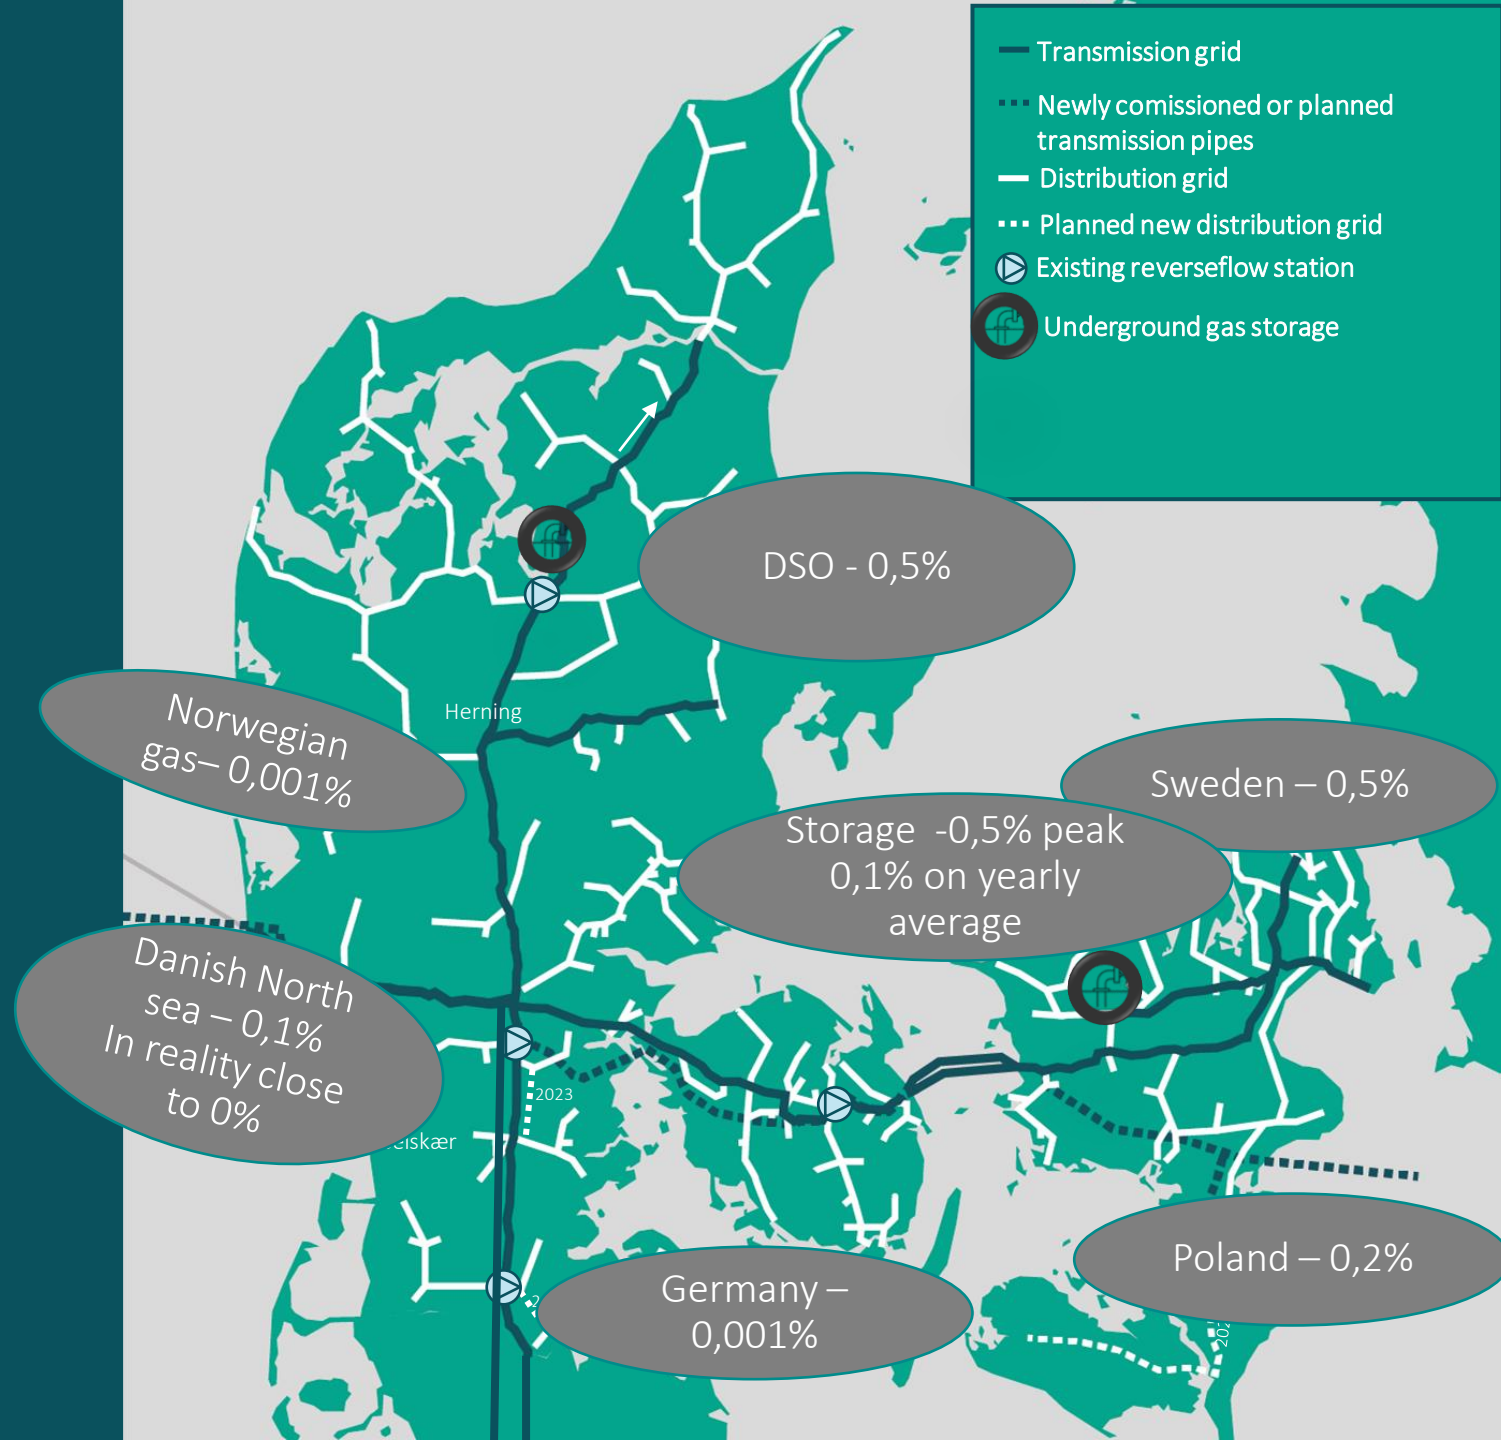 Transmission grid
Newly comissioned or planned
transmission pipes
Distribution grid
Planned new distribution grid
Existing reverseflow station
Underground gas storage
DSO - 0,5%
Norwegian
gas– 0,001%
Herning
Sweden – 0,5%
Storage -0,5% peak
0,1% on yearly
average
Danish North
sea – 0,1%
In reality close
to 0%
2023
Poland – 0,2%
Germany –
0,001%